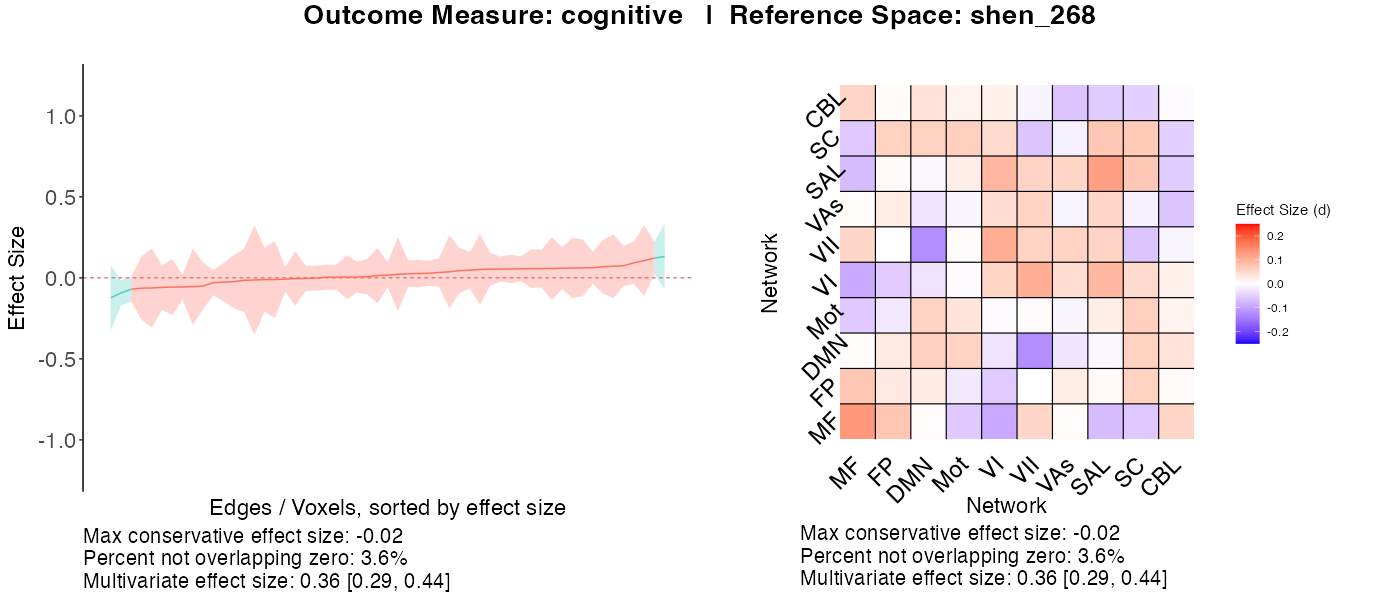 Outcome Measure: cognitive | Reference Space: shen_268
Effect Size
1.0
0.5
0.0
-0.5
-1.0
Edges / Voxels, sorted by effect size
Max conservative effect size: -0.02
Percent not overlapping zero: 3.6%
Multivariate effect size: 0.36 [0.29, 0.44]
Network
CBL
SC
SAL
VAs
VII
VI
Mot
DMN
FP
MF
MF
FP
DMN
Mot
VI
VII
VAs
SAL
SC
CBL
Network
Max conservative effect size: -0.02
Percent not overlapping zero: 3.6%
Multivariate effect size: 0.36 [0.29, 0.44]
Effect Size (d)
0.2
0.1
0.0
-0.1
-0.2